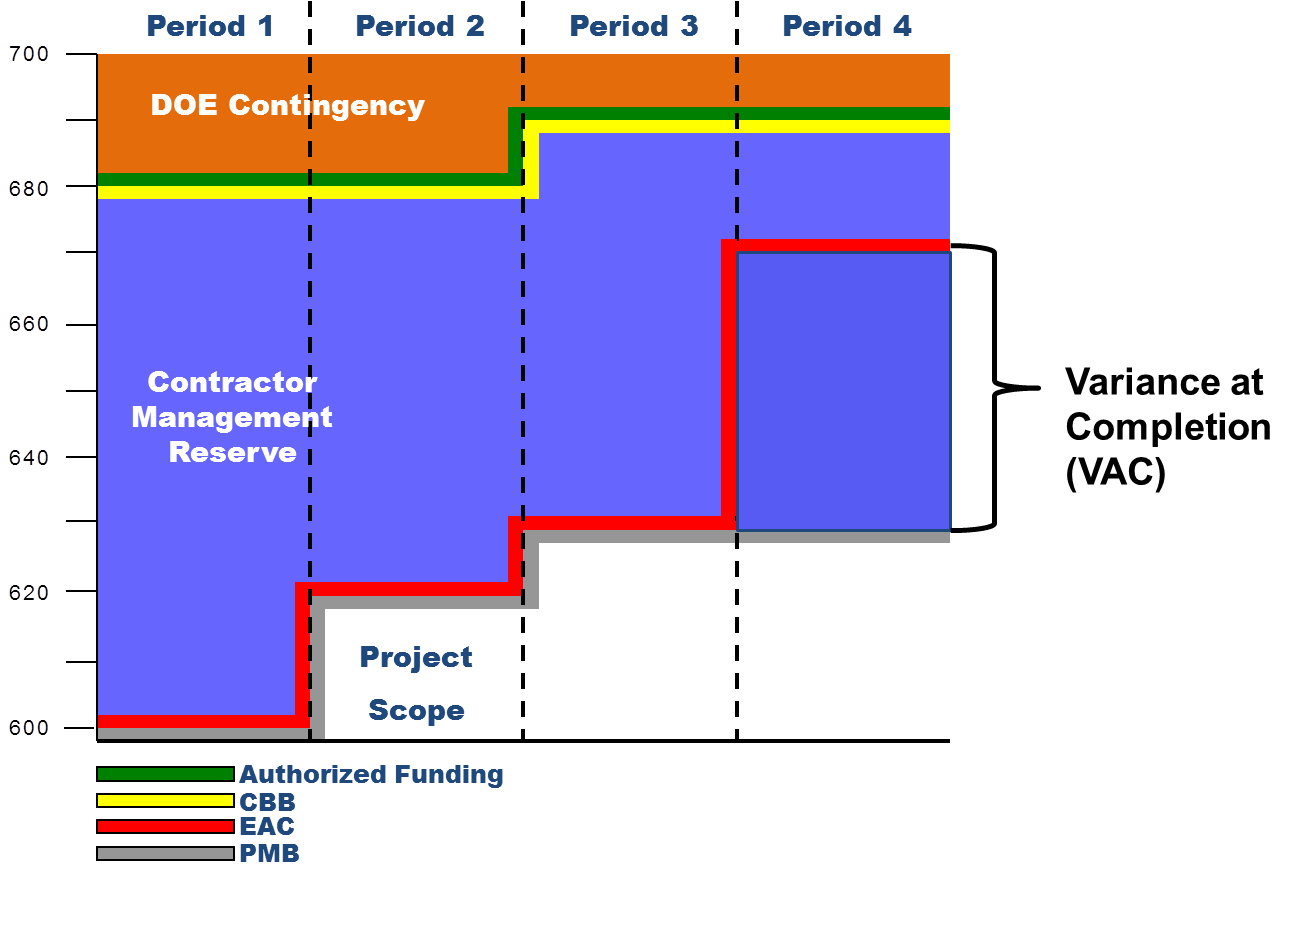 Period 1
Period 2
Period 3
Period 4
700
DOE Contingency
680
660
Contractor
Management
Reserve
Variance at
Completion
(VAC)
640
620
Project
Scope
600
Authorized Funding
CBB
EAC
PMB